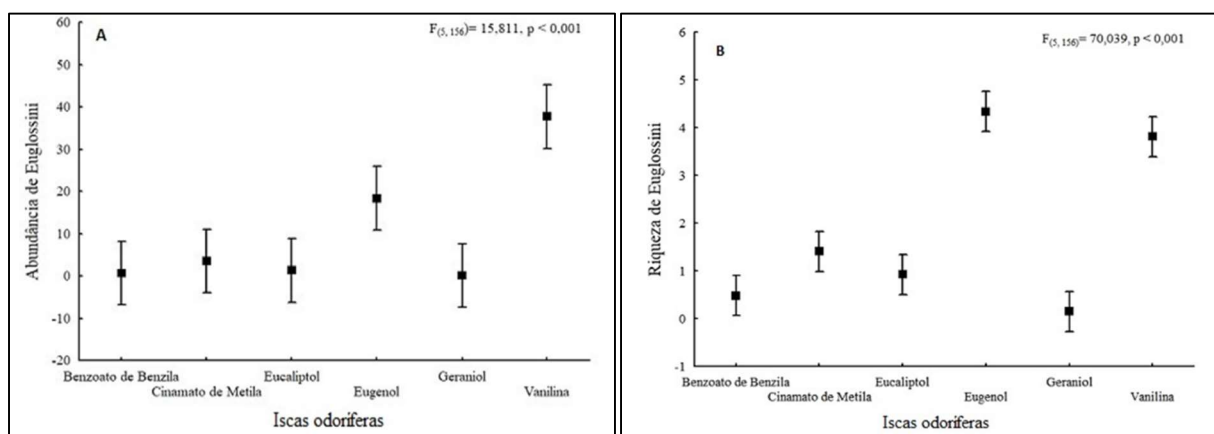 A
F(5, 156)= 15,811, p < 0,001
Abundância de Euglossini
60
50
40
30
20
10
0
-10
-20
Benzoato de Benzila
Cinamato de Metila
Eucaliptol
Eugenol
Geraniol
Vanilina
Iscas odoríferas
B
F(5, 156)= 70,039, p < 0,001
Riqueza de Euglossini
6
5
4
3
2
1
0
-1
Benzoato de Benzila
Cinamato de Metila
Eucaliptol
Eugenol
Geraniol
Vanilina
Iscas odoríferas